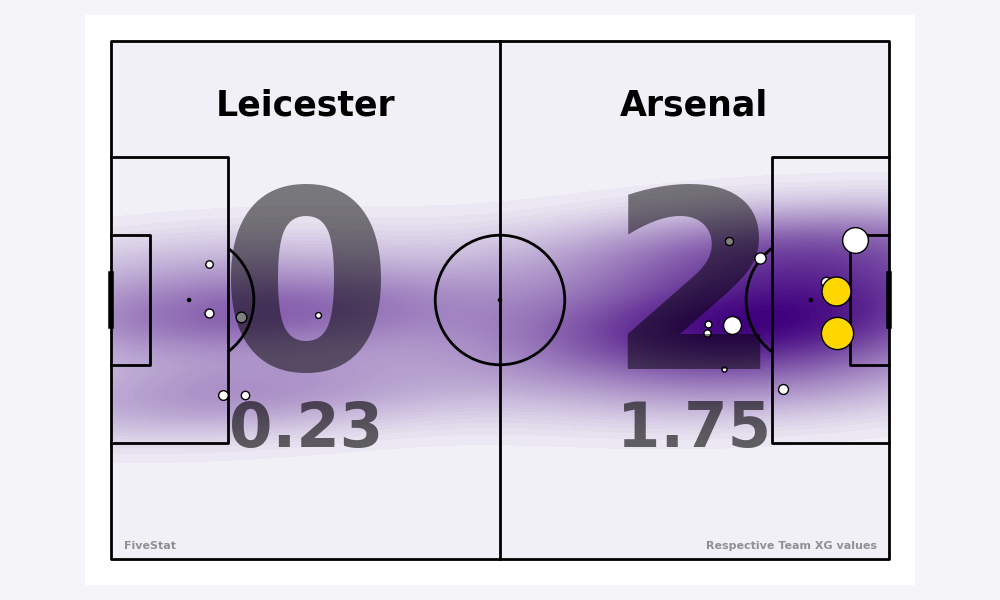 Leicester
Arsenal
0
2
0.23
1.75
FiveStat
Respective Team XG values